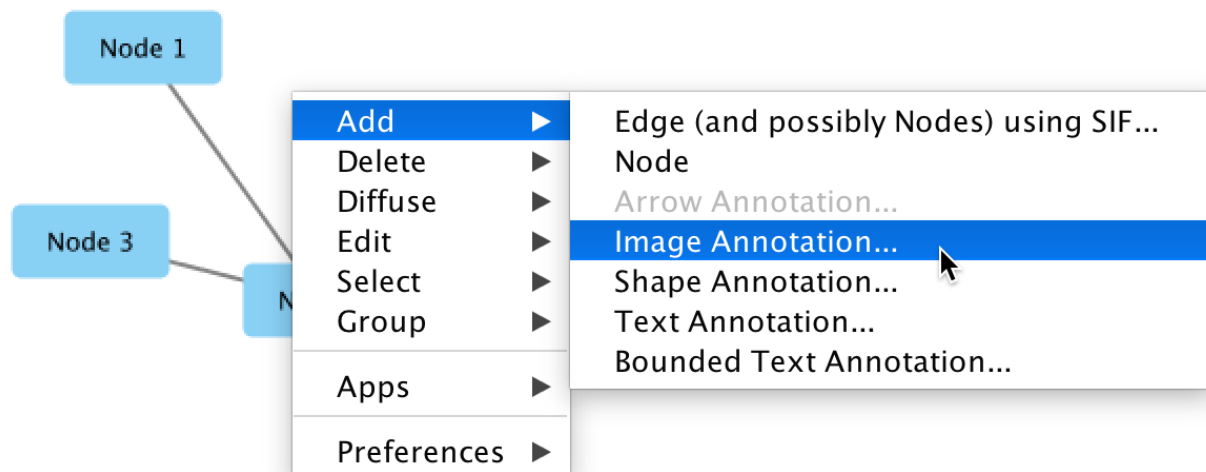 Node 1
Node 3
Add
Delete
Diffuse
Edit
Select
Group
Apps
Preferences
Edge (and possibly Nodes) using SIF...
Node
Arrow Annotation...
Image Annotation...
Shape Annotation...
Text Annotation...
Bounded Text Annotation...